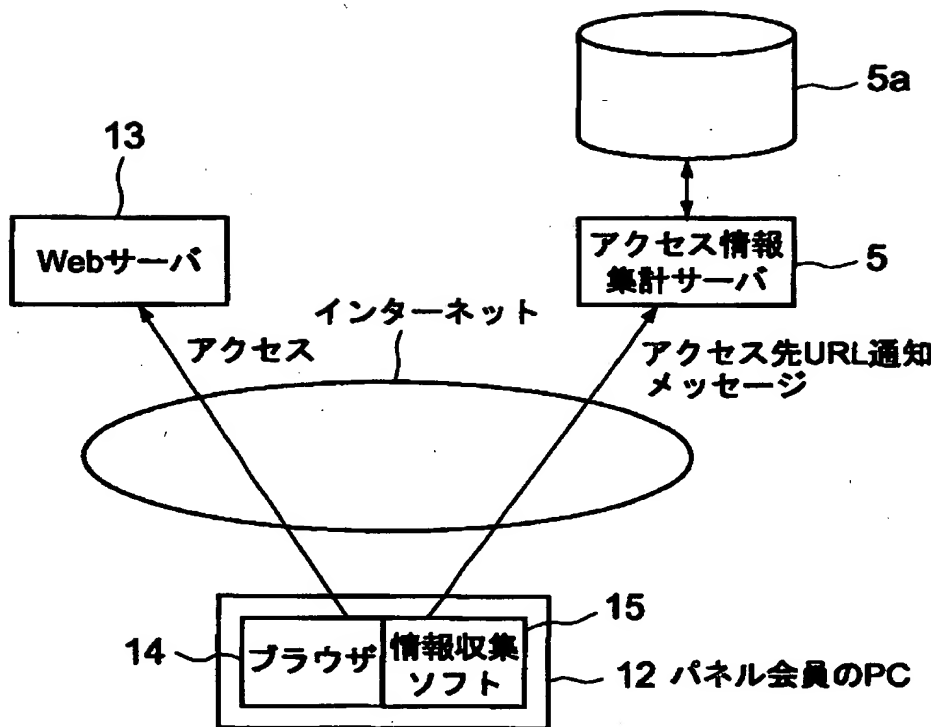 5a
13
Webサーバ
アクセス情報
集計サーバ
5
インターネット
アクセス
アクセス先URL通知
メッセージ
15
14
ブラウザ
情報収集
ソフト
12 パネル会員のPC